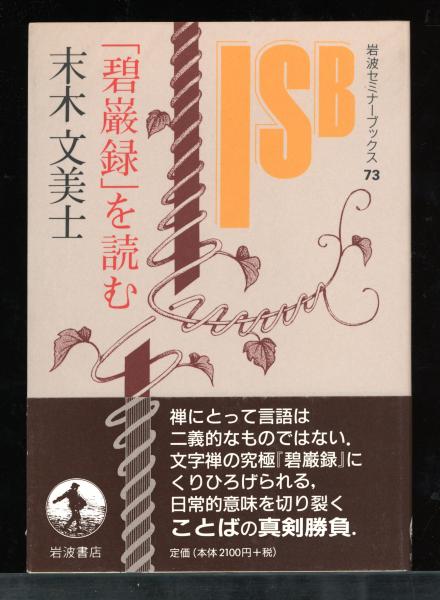 「碧巌録」を読む
末木文美士
ISB
岩波セミナーブックス 73
禅にとって言語は
二義的なものではない.
文字禅の究極『碧巌録』に
くりひろげられる,
日常的意味を切り裂く
ことばの真剣勝負.
定価(本体2100円+税)
岩波書店